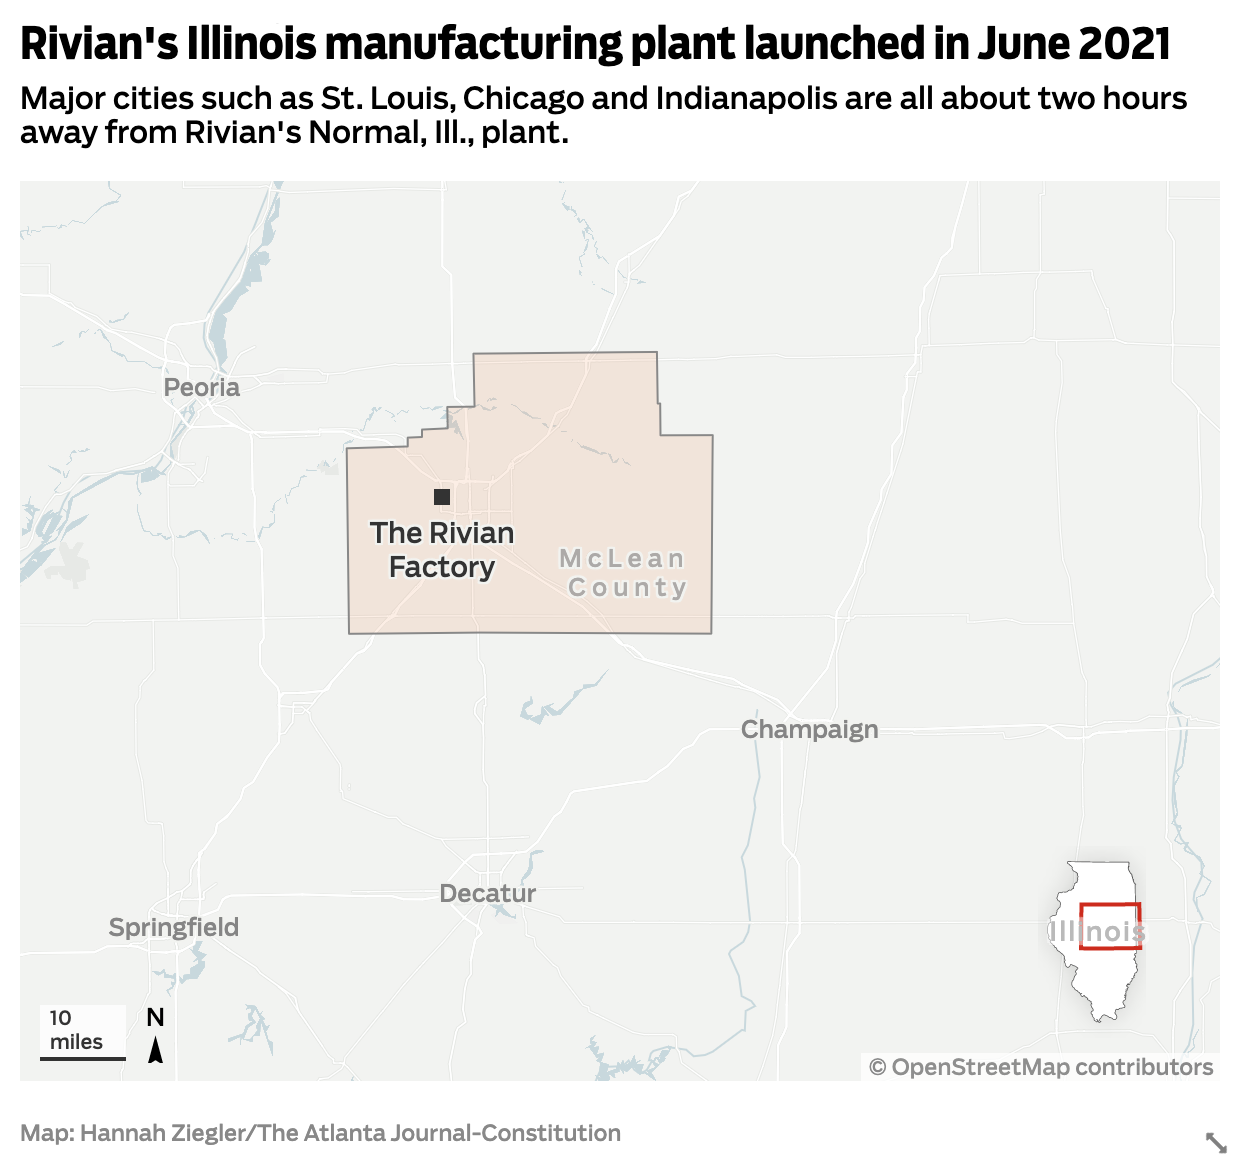 Rivian's Illinois manufacturing plant launched in June 2021
Major cities such as St. Louis, Chicago and Indianapolis are all about two hours
away from Rivian's Normal, Ill., plant.
Peoria
The Rivian
Factory
McLean
County
Champaign
Decatur
Springfield
Illinois
10
miles
N
© OpenStreetMap contributors
Map: Hannah Ziegler/The Atlanta Journal-Constitution